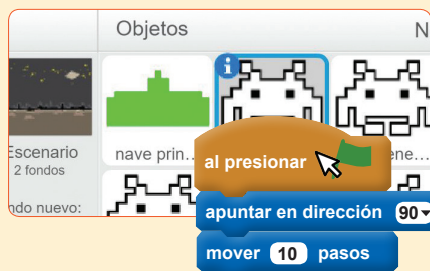 Objetos
N
Escenario
2 fondos
nave prin...
ene...
ndo nuevo:
al presionar
apuntar en dirección 90
mover 10 pasos